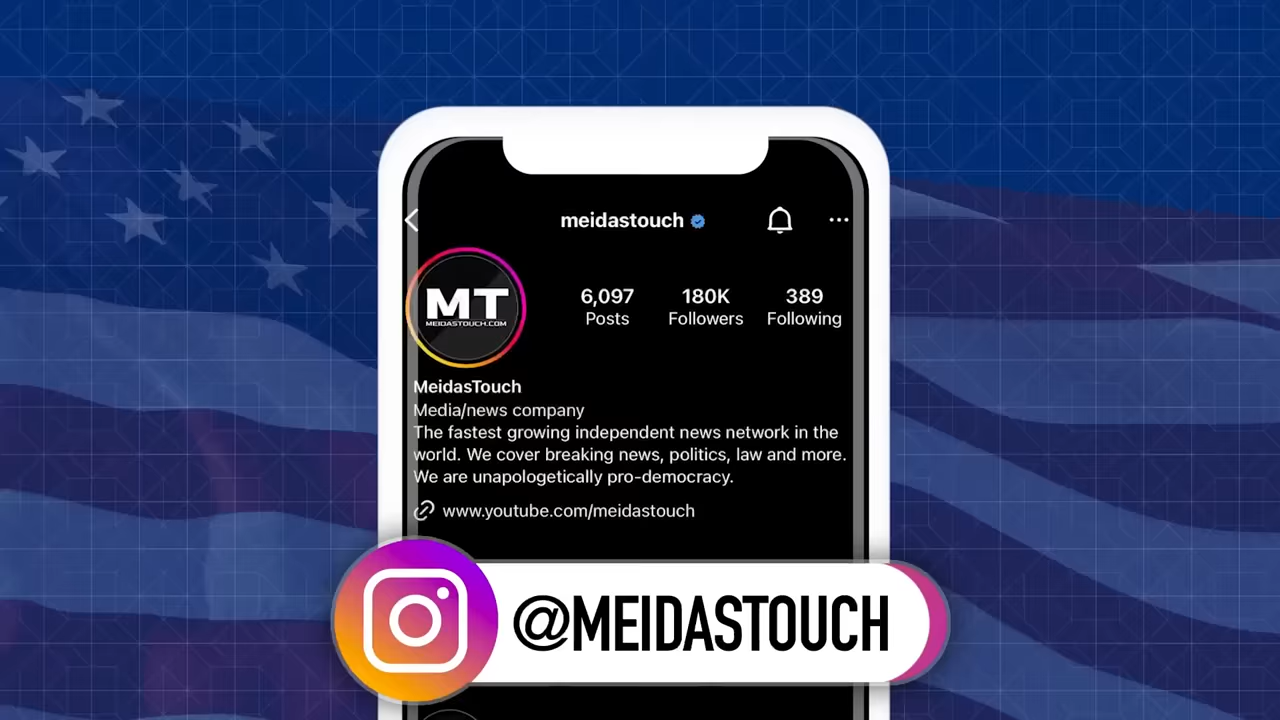 meidastouch
MT
MEIDASTOUCH.COM
6,097 180K 389
Posts Followers Following
MeidasTouch
Media/news company
The fastest growing independent news network in the
world. We cover breaking news, politics, law and more.
We are unapologetically pro-democracy.
www.youtube.com/meidastouch
@MEIDASTOUCH